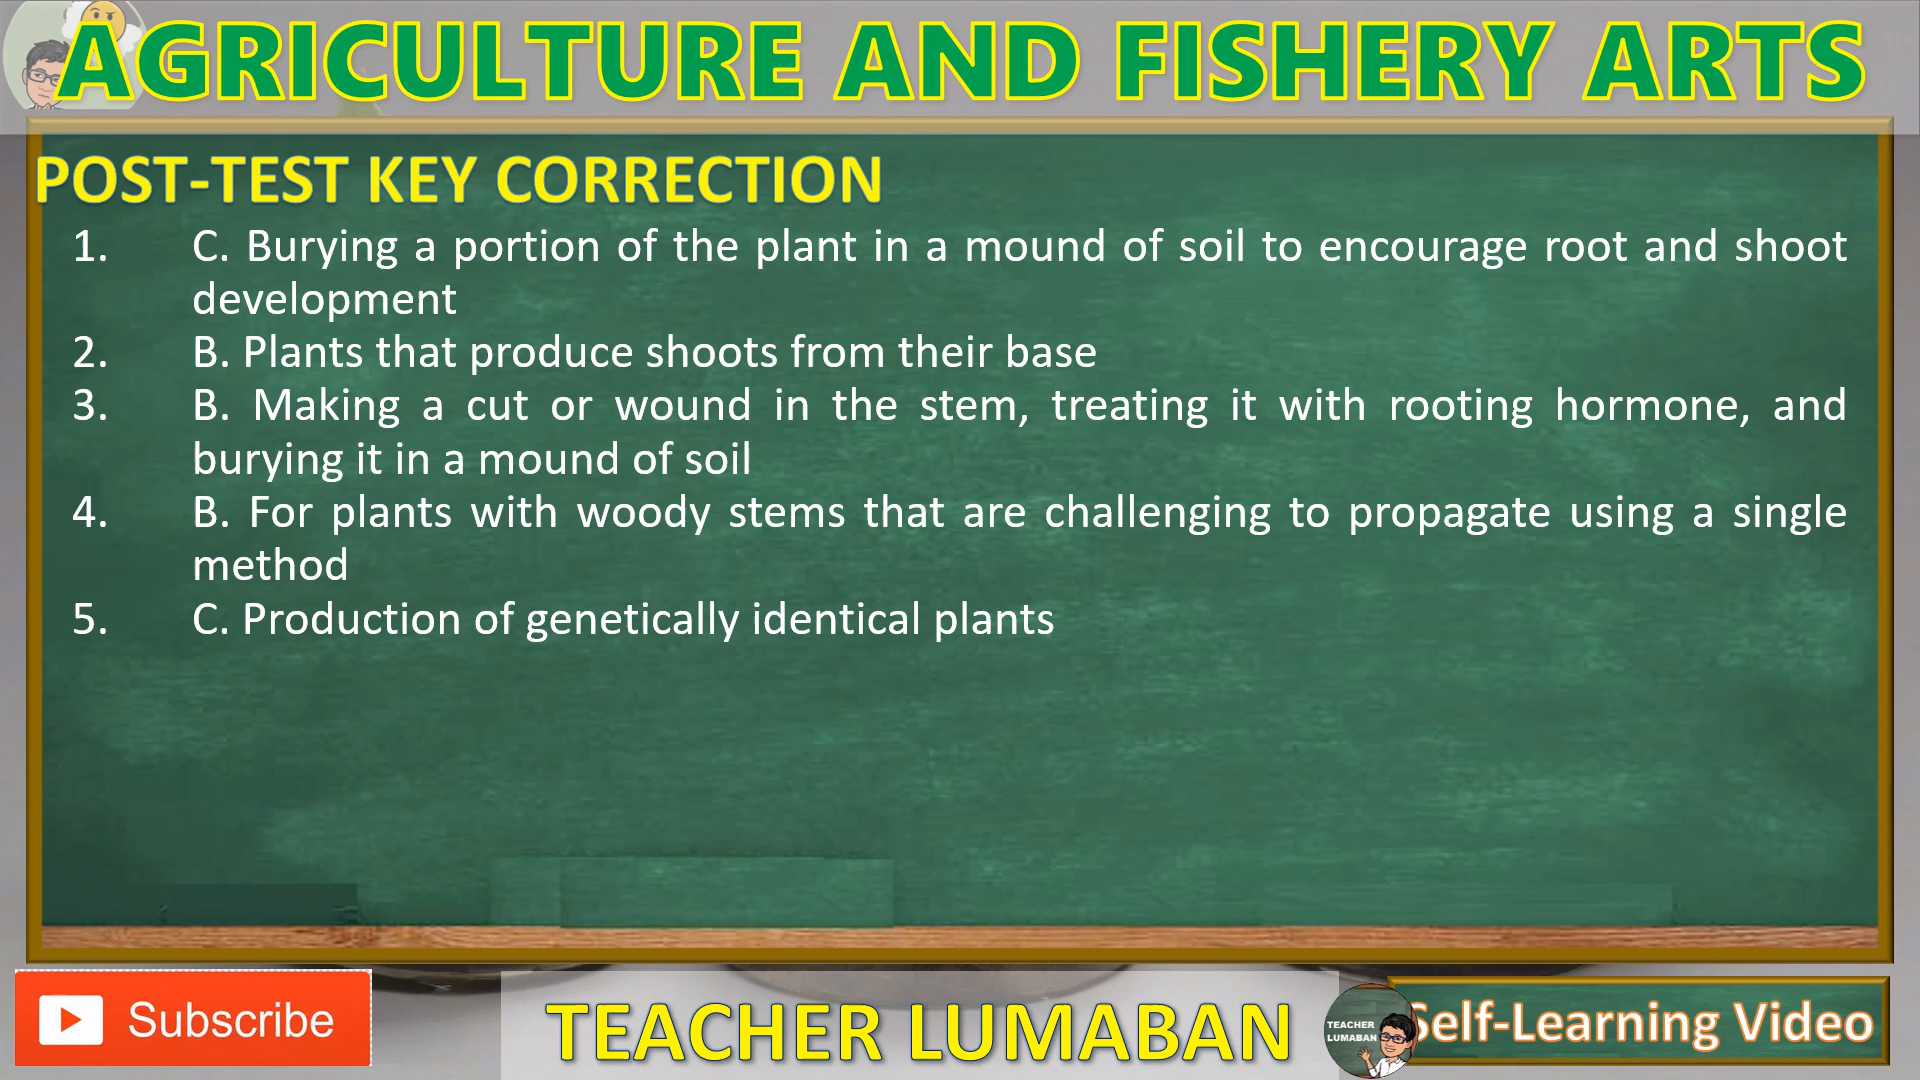 AGRICULTURE AND FISHERY ARTS
POST-TEST KEY CORRECTION
1. C. Burying a portion of the plant in a mound of soil to encourage root and shoot
development
2. B. Plants that produce shoots from their base
3. B. Making a cut or wound in the stem, treating it with rooting hormone, and
burying it in a mound of soil
4. B. For plants with woody stems that are challenging to propagate using a single
method
5. C. Production of genetically identical plants
Subscribe
TEACHER LUMABAN
TEACHER
LUMABAN
Self-Learning Video